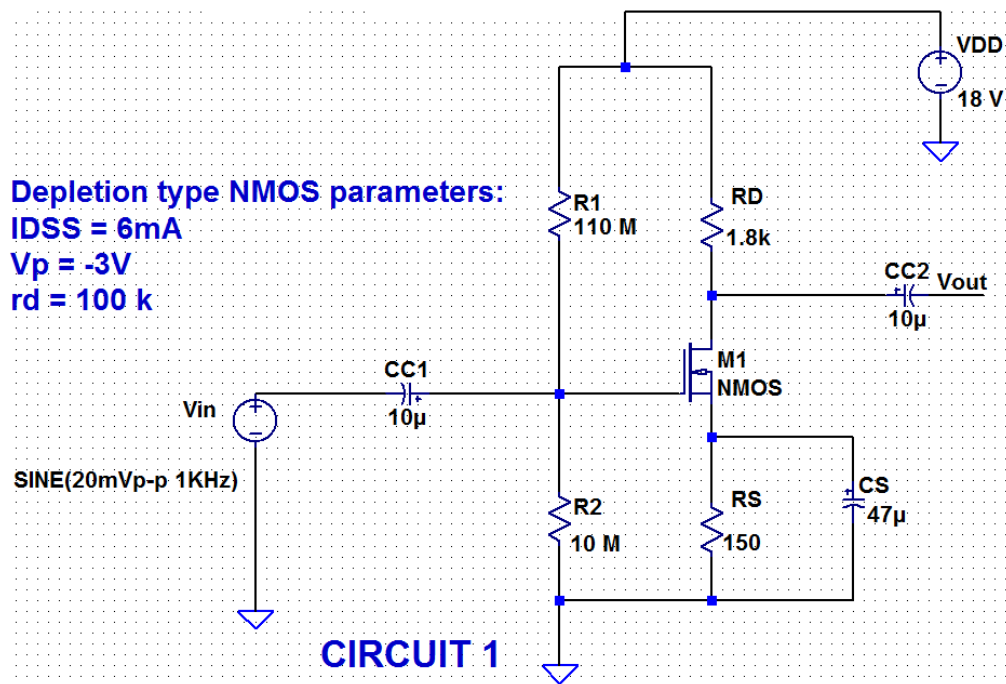 VDD
18 V
Depletion type NMOS parameters:
IDSS = 6mA
Vp = -3V
rd = 100 k
R1
110 M
RD
1.8k
CC2
10µ
Vout
M1
NMOS
CC1
10µ
Vin
SINE(20mVp-p 1KHz)
R2
10 M
RS
150
CS
47µ
CIRCUIT 1